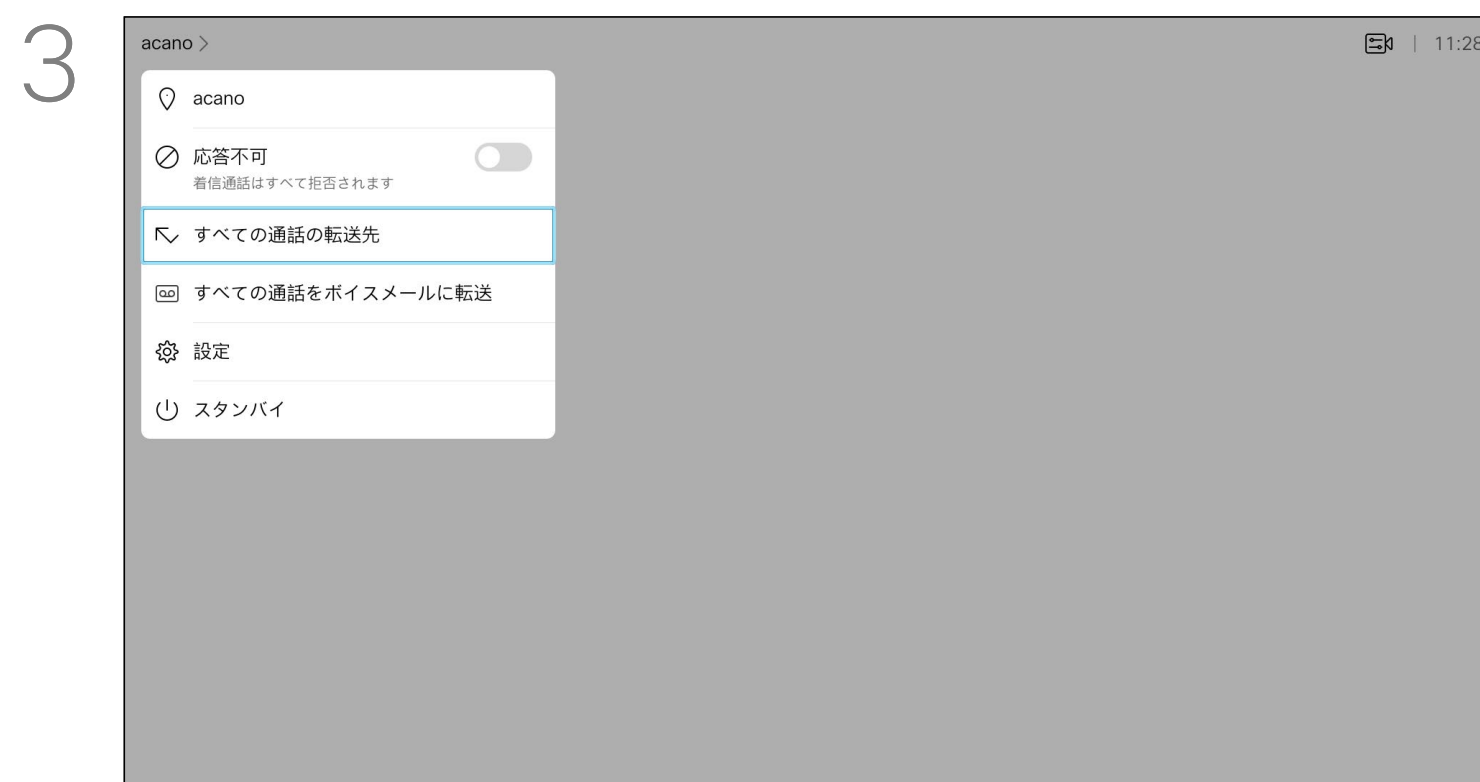 3
acano >
11:28
acano
応答不可
着信通話はすべて拒否されます
すべての通話の転送先
すべての通話をボイスメールに転送
設定
スタンバイ